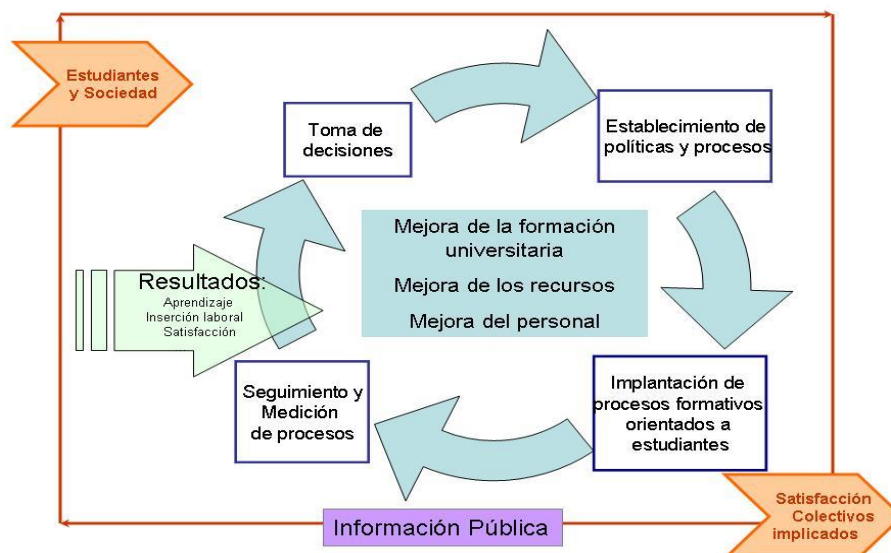 Estudiantes
y Sociedad
Toma de
decisiones
Establecimiento de
políticas y procesos
Mejora de la formación
universitaria
Mejora de los recursos
Mejora del personal
Resultados:
Aprendizaje
Inserción laboral
Satisfacción
Seguimiento y
Medición
de procesos
Implantación de
procesos formativos
orientados a
estudiantes
Información Pública
Satisfacción
Colectivos
implicados